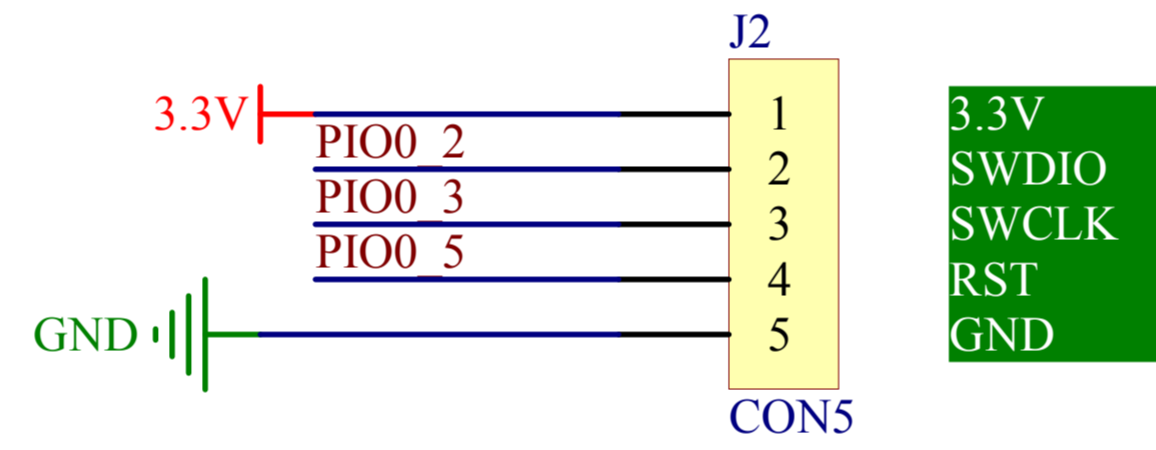 J2
3.3V
1
3.3V
PIO0_2
2
SWDIO
PIO0_3
3
SWCLK
PIO0_5
4
RST
GND
5
GND
CON5